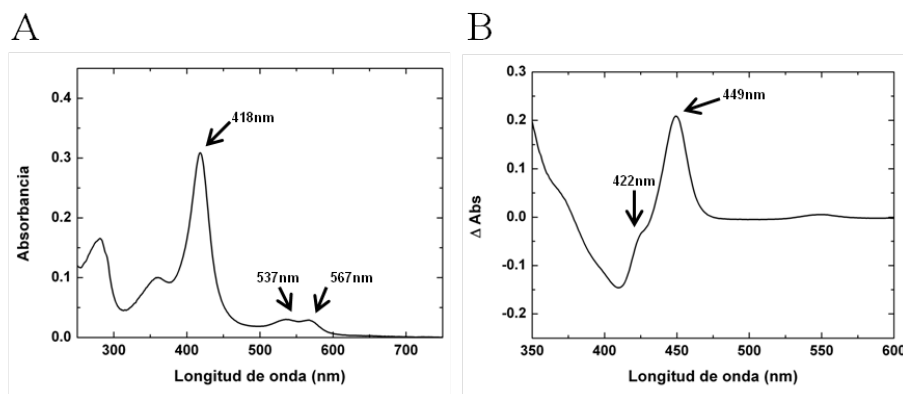 A
B
0.4
0.3
0.2
0.1
0.0
Absorbancia
418nm
537nm
567nm
300
400
500
600
700
Longitud de onda (nm)
0.3
0.2
0.1
0.0
-0.1
-0.2
Δ Abs
449nm
422nm
350
400
450
500
550
600
Longitud de onda (nm)